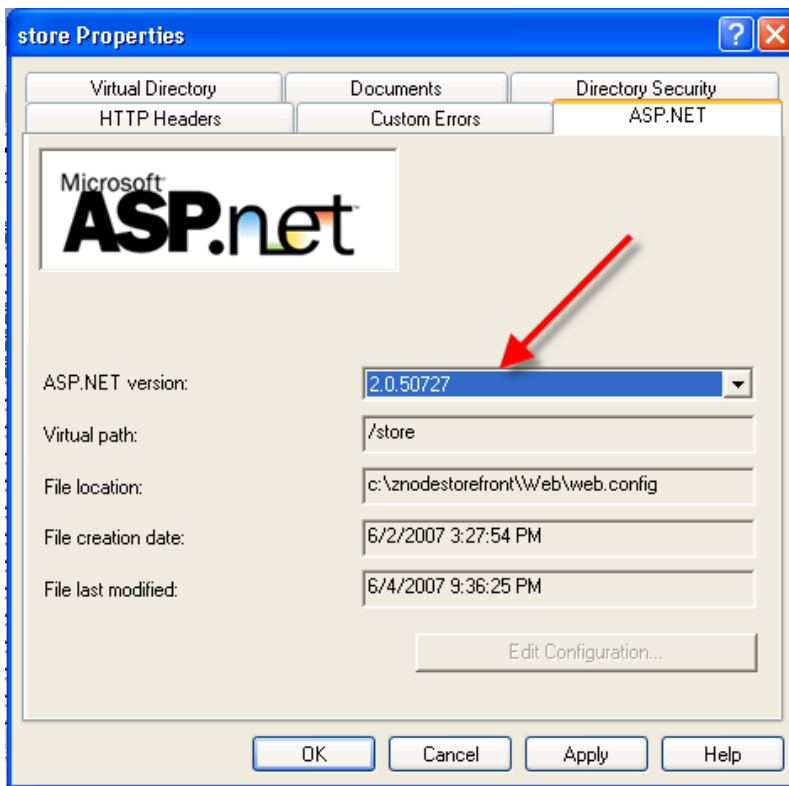 store Properties
Virtual Directory
Documents
Directory Security
HTTP Headers
Custom Errors
ASP.NET
Microsoft
ASP.net
ASP.NET version:
2.0.50727
Virtual path:
/store
File location:
c:\znodestorefront\Web\web.config
File creation date:
6/2/2007 3:27:54 PM
File last modified:
6/4/2007 9:36:25 PM
Edit Configuration...
OK
Cancel
Apply
Help